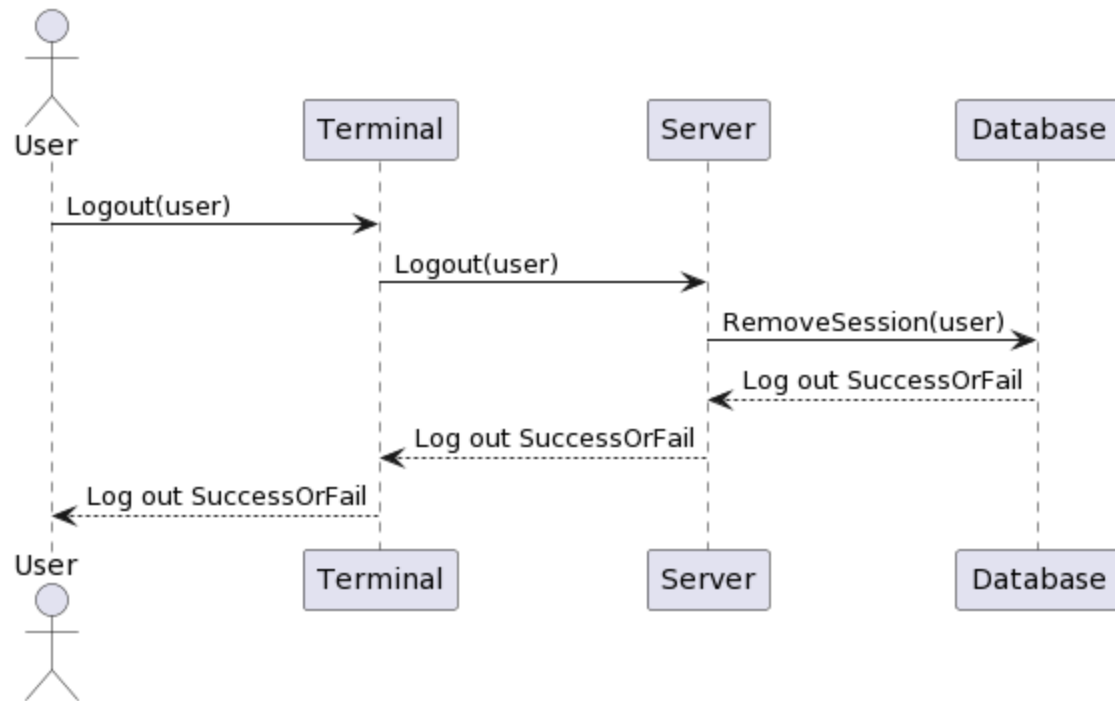 User
Terminal
Server
Database
Logout(user)
Logout(user)
RemoveSession(user)
Log out SuccessOrFail
Log out SuccessOrFail
Log out SuccessOrFail
User
Terminal
Server
Database